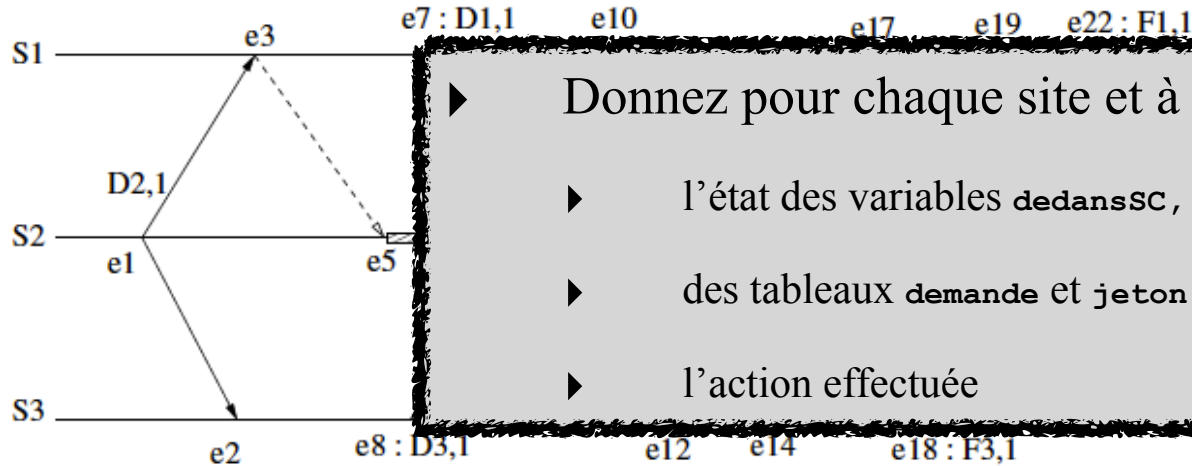 e7 : D1,1 e10 e17 e19 e22 : F1,1
S1 e3
Donnez pour chaque site et à
D2,1
l’état des variables dedansSC,
S2
e1 e5
des tableaux demande et jeton
l’action effectuée
S3
e2 e8 : D3,1 e12 e14 e18 : F3,1